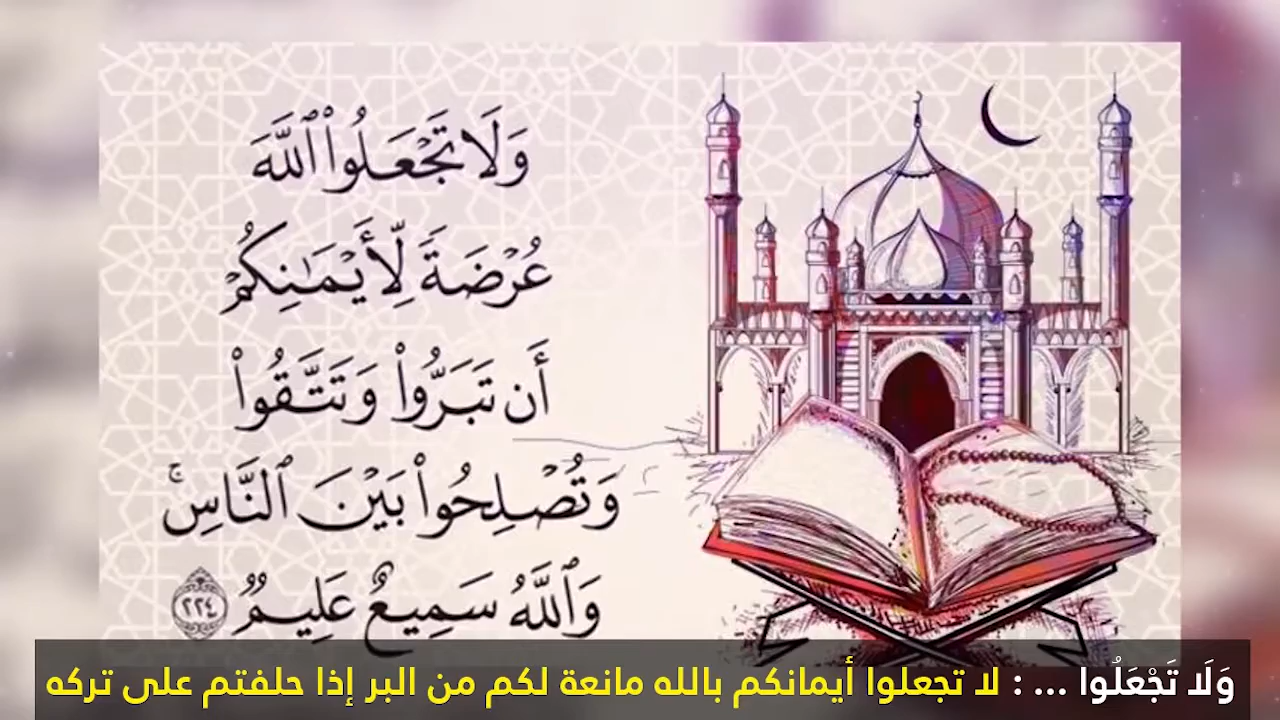 وَلَا تَجْعَلُوا۟ ٱللَّهَ
عُرْضَةً لِّأَيْمَـٰنِكُمْ
أَن تَبَرُّوا۟ وَتَتَّقُوا۟
وَتُصْلِحُوا۟ بَيْنَ ٱلنَّاسِ ۚ
وَٱللَّهُ سَمِيعٌ عَلِيمٌ ٢٢٤
وَلَا تَجْعَلُوا ... : لا تجعلوا أيمانكم بالله مانعة لكم من البر إذا حلفتم على تركه